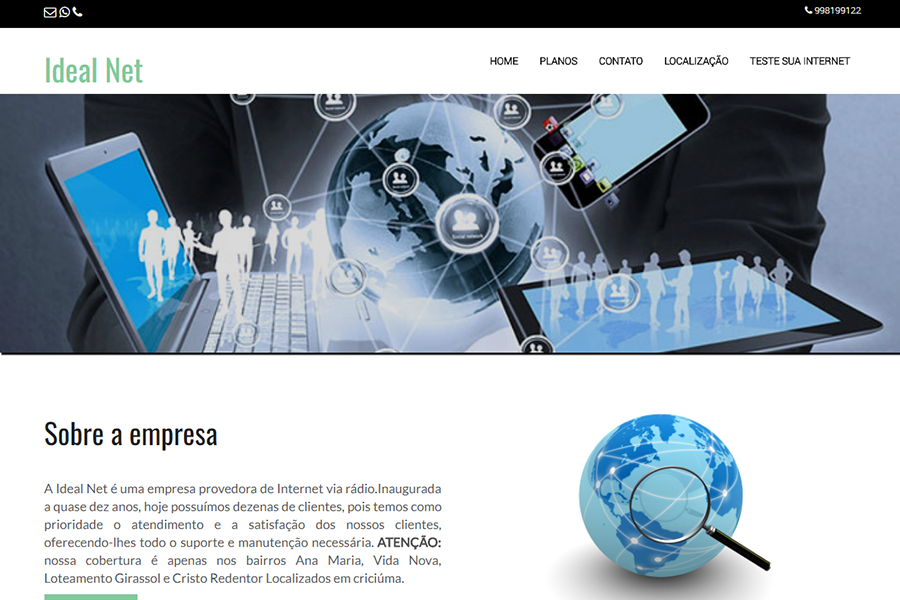 998199122
Ideal Net
HOME PLANOS CONTATO LOCALIZAÇÃO TESTE SUA INTERNET
Social network
Sobre a empresa
A Ideal Net é uma empresa provedora de Internet via rádio.Inaugurada
a quase dez anos, hoje possuímos dezenas de clientes, pois temos como
prioridade o atendimento e a satisfação dos nossos clientes,
oferecendo-lhes todo o suporte e manutenção necessária. ATENÇÃO:
nossa cobertura é apenas nos bairros Ana Maria, Vida Nova,
Loteamento Girassol e Cristo Redentor Localizados em criciúma.